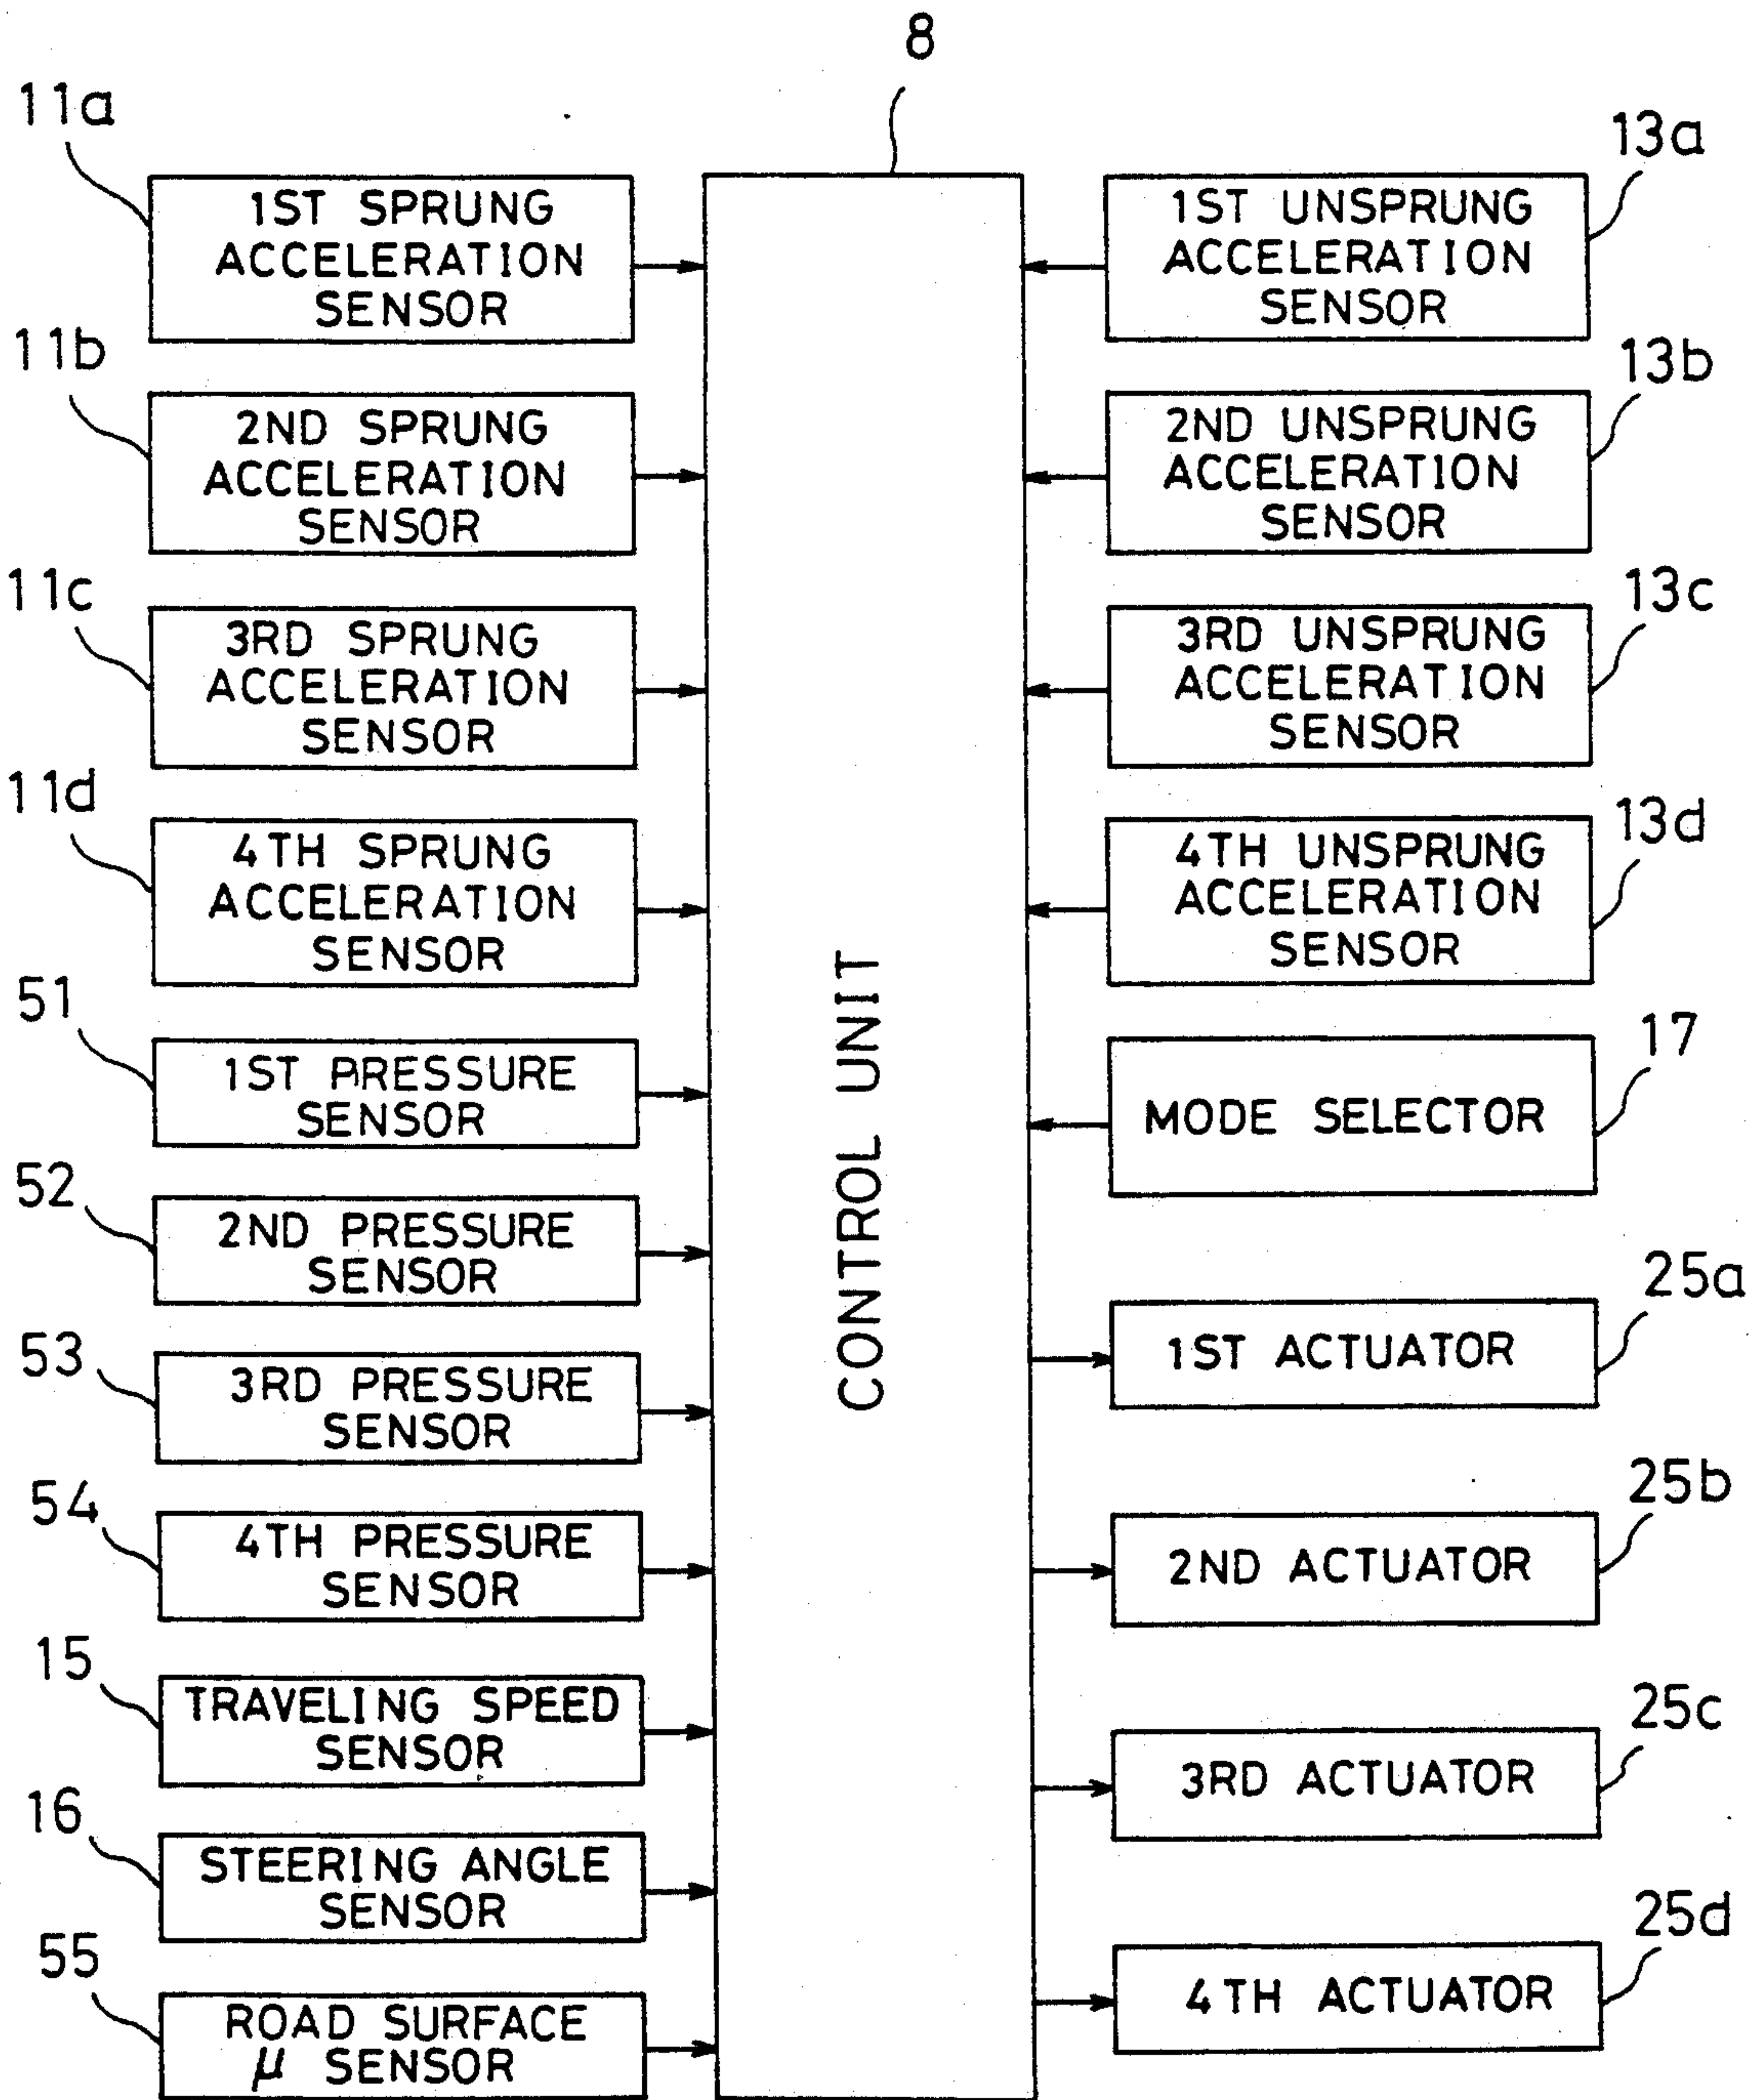 8
11a
1ST SPRUNG
ACCELERATION
SENSOR
11b
2ND SPRUNG
ACCELERATION
SENSOR
11c
3RD SPRUNG
ACCELERATION
SENSOR
11d
4TH SPRUNG
ACCELERATION
SENSOR
51
1ST PRESSURE
SENSOR
52
2ND PRESSURE
SENSOR
53
3RD PRESSURE
SENSOR
54
4TH PRESSURE
SENSOR
15
TRAVELING SPEED
SENSOR
16
STEERING ANGLE
SENSOR
55
ROAD SURFACE
μ SENSOR
CONTROL UNIT
13a
1ST UNSPRUNG
ACCELERATION
SENSOR
13b
2ND UNSPRUNG
ACCELERATION
SENSOR
13c
3RD UNSPRUNG
ACCELERATION
SENSOR
13d
4TH UNSPRUNG
ACCELERATION
SENSOR
17
MODE SELECTOR
25a
1ST ACTUATOR
25b
2ND ACTUATOR
25c
3RD ACTUATOR
25d
4TH ACTUATOR